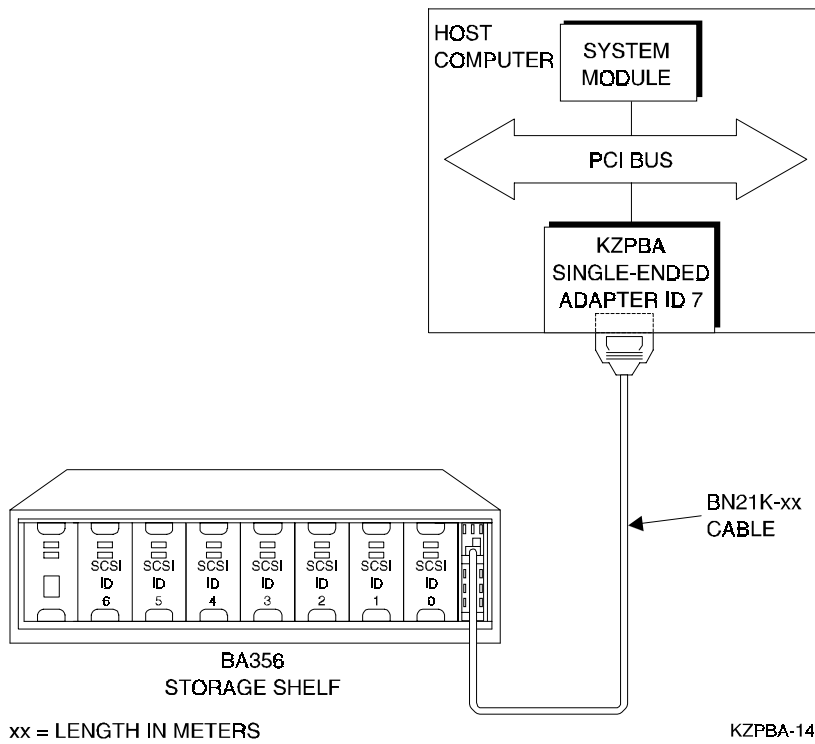 HOST
COMPUTER
SYSTEM
MODULE
PCI BUS
KZPBA
SINGLE-ENDED
ADAPTER ID 7
BN21K-xx
CABLE
SCSI
ID
6
SCSI
ID
5
SCSI
ID
4
SCSI
ID
3
SCSI
ID
2
SCSI
ID
1
SCSI
ID
0
BA356
STORAGE SHELF
xx = LENGTH IN METERS
KZPBA-14